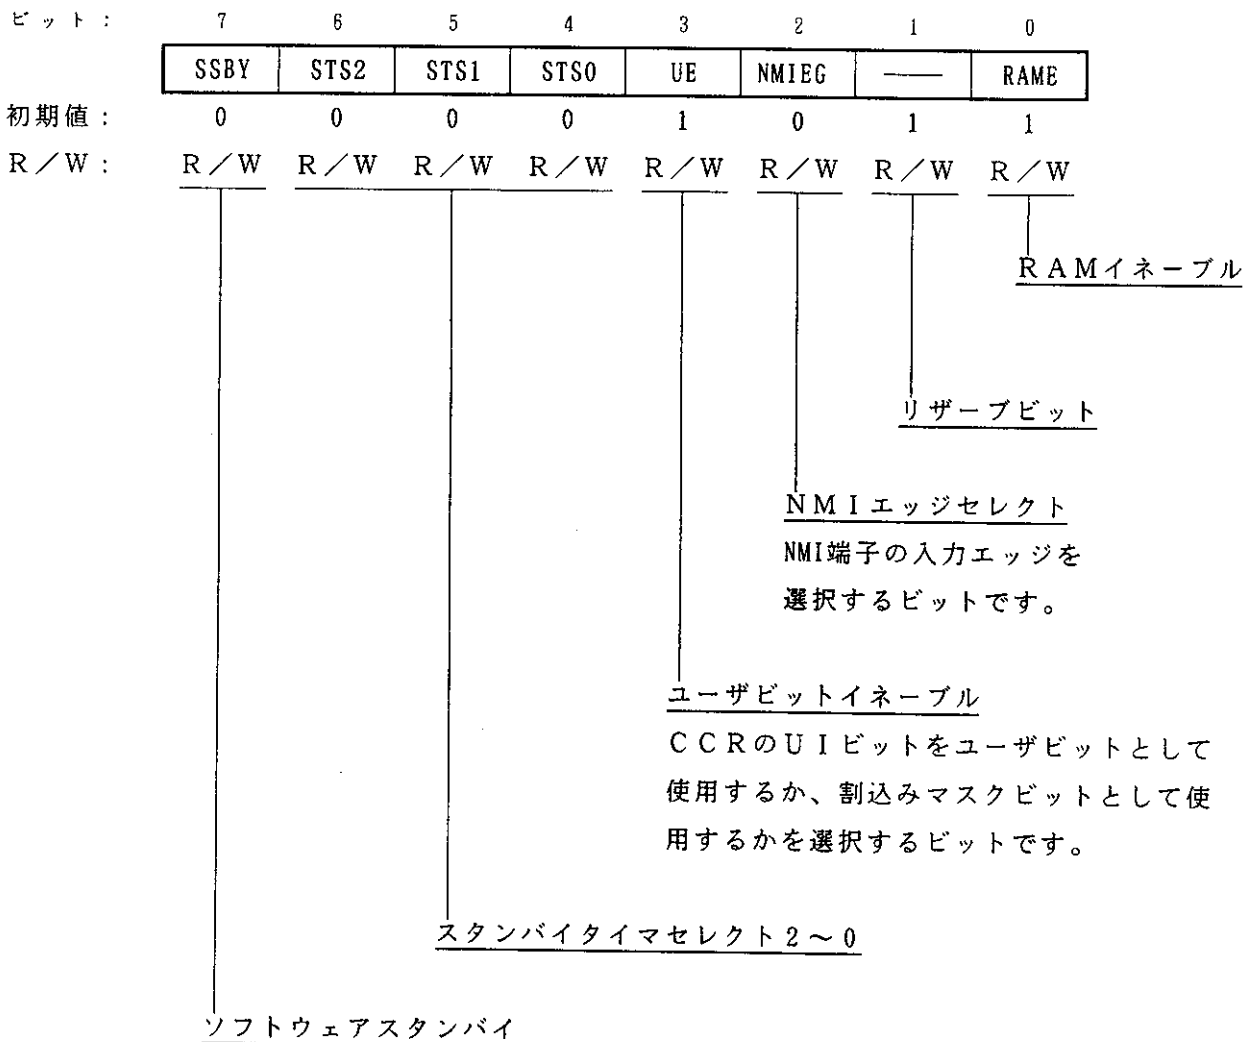 ビット： 7 6 5 4 3 2 1 0
SSBY STS2 STS1 STS0 UE NMIEG ── RAME
初期値： 0 0 0 0 1 0 1 1
R／W： R／W R／W R／W R／W R／W R／W R／W R／W
RAMイネーブル
リザーブビット
NMIエッジセレクト
NMI端子の入力エッジを
選択するビットです。
ユーザビットイネーブル
CCRのUIビットをユーザビットとして
使用するか、割込みマスクビットとして使
用するかを選択するビットです。
スタンバイタイマセレクト2～0
ソフトウェアスタンバイ